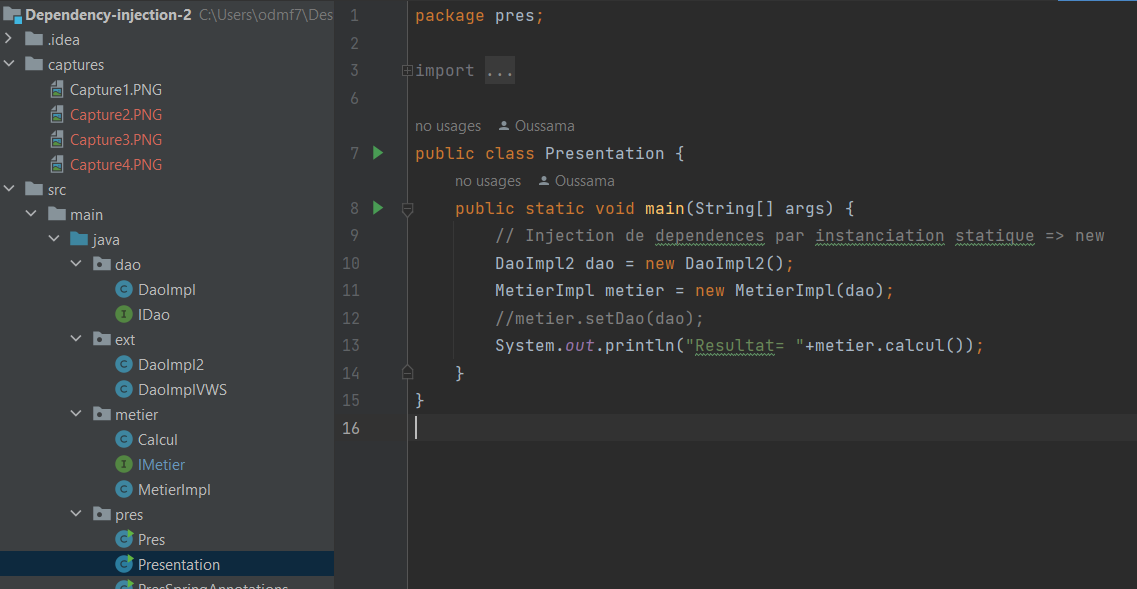 Dependency-injection-2 C:\Users\odmf7\Des
.idea
captures
Capture1.PNG
Capture2.PNG
Capture3.PNG
Capture4.PNG
src
main
java
dao
DaoImpl
IDao
ext
DaoImpl2
DaoImplVWS
metier
Calcul
IMetier
MetierImpl
pres
Pres
Presentation
PresSpringAnnotations
1 package pres;
2
3 import ...
6
no usages Oussama
7 public class Presentation {
no usages Oussama
8 public static void main(String[] args) {
9 // Injection de dependences par instanciation statique => new
10 DaoImpl2 dao = new DaoImpl2();
11 MetierImpl metier = new MetierImpl(dao);
12 //metier.setDao(dao);
13 System.out.println("Resultat= "+metier.calcul());
14 }
15 }
16